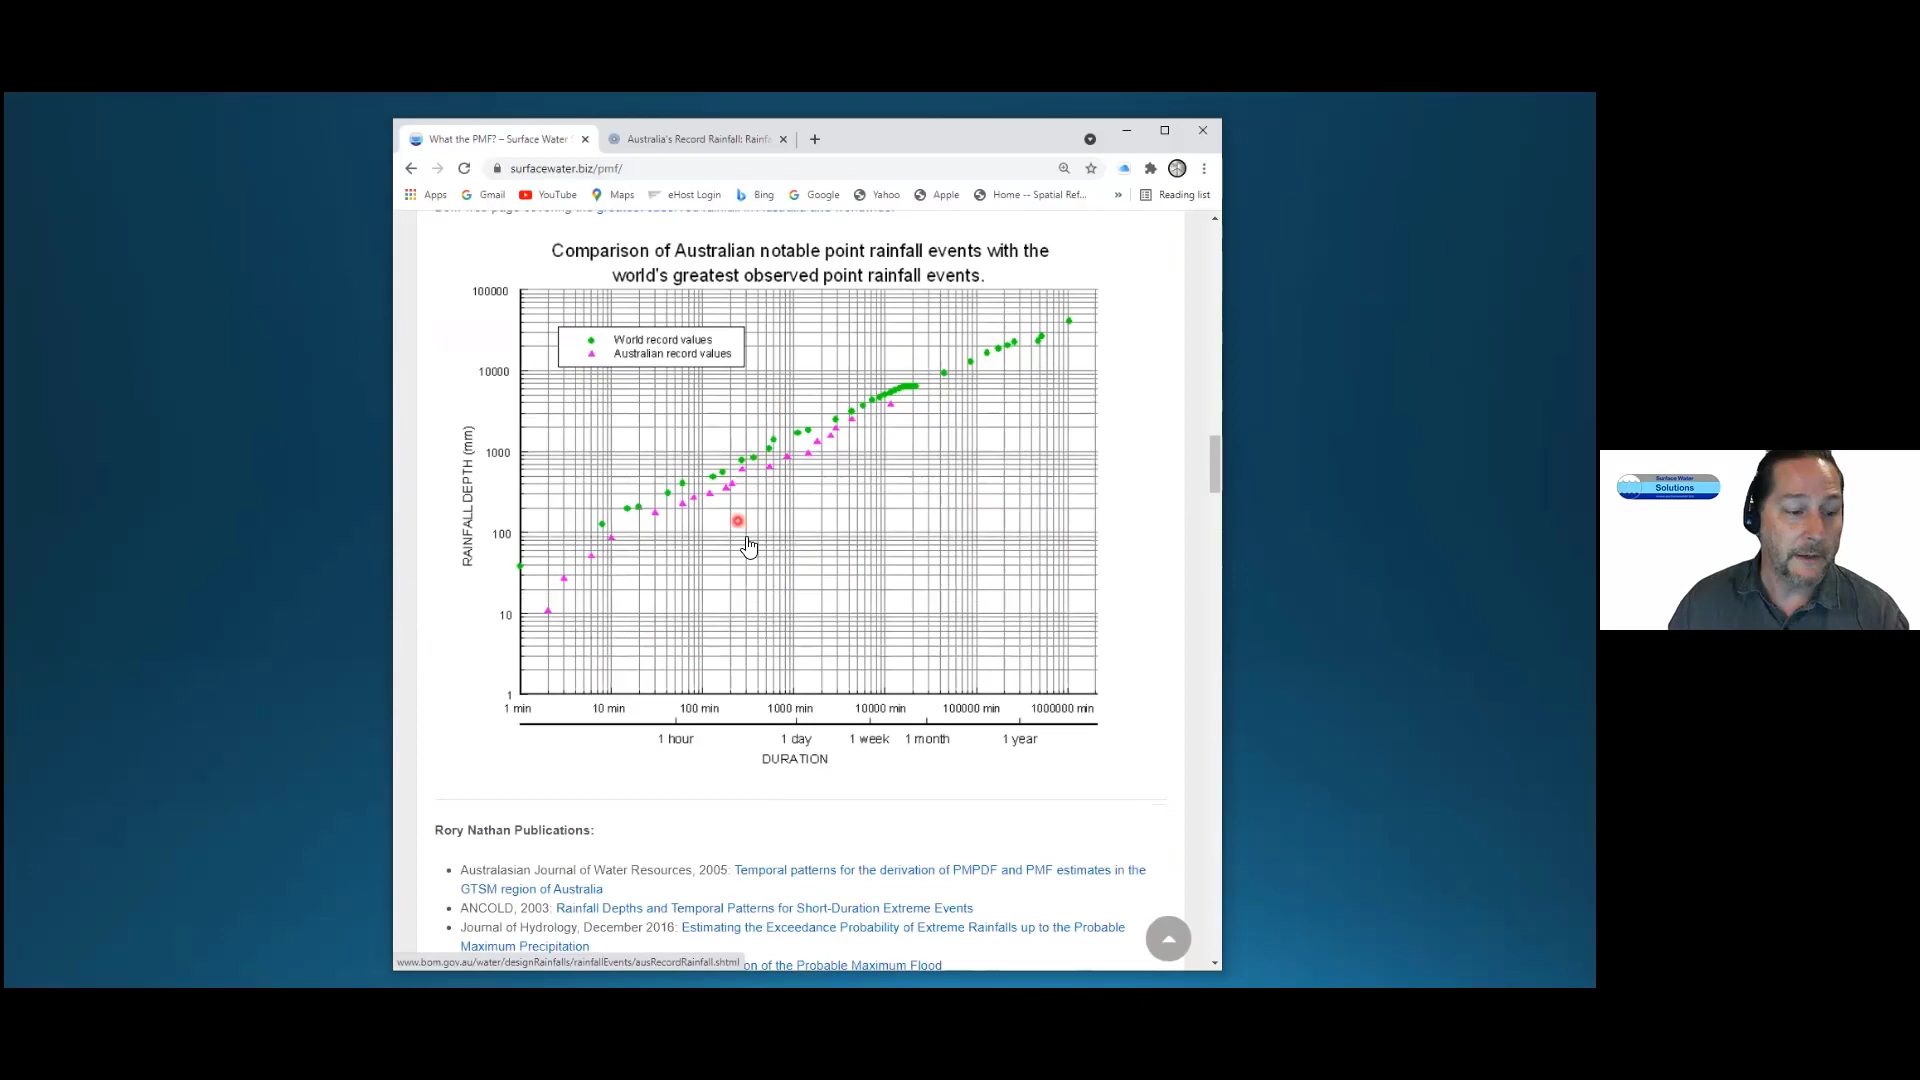 What the PMF? – Surface Water
Australia's Record Rainfall: Rainfa
surfacewater.biz/pmf/
Apps
Gmail
YouTube
Maps
eHost Login
Bing
Google
Yahoo
Apple
Home -- Spatial Ref...
»
Reading list
Comparison of Australian notable point rainfall events with the
world's greatest observed point rainfall events.
World record values
Australian record values
RAINFALL DEPTH (mm)
100000
10000
1000
100
10
1
1 min
10 min
100 min
1000 min
10000 min
100000 min
1000000 min
1 hour
1 day
1 week
1 month
1 year
DURATION
Rory Nathan Publications:
Australasian Journal of Water Resources, 2005: Temporal patterns for the derivation of PMPDF and PMF estimates in the
GTSM region of Australia
ANCOLD, 2003: Rainfall Depths and Temporal Patterns for Short-Duration Extreme Events
Journal of Hydrology, December 2016: Estimating the Exceedance Probability of Extreme Rainfalls up to the Probable
Maximum Precipitation
www.bom.gov.au/water/designRainfalls/rainfallEvents/ausRecordRainfall.shtml
on of the Probable Maximum Flood
Surface Water
Solutions